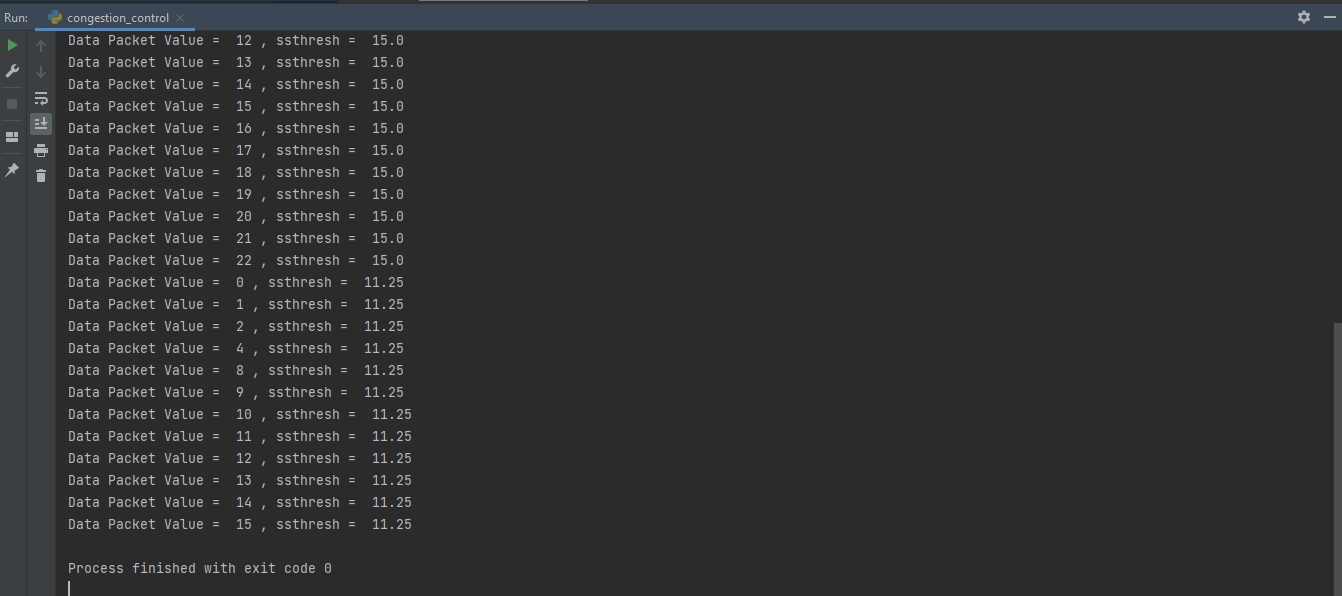 Run: congestion_control
Data Packet Value =  12 , ssthresh =  15.0
Data Packet Value =  13 , ssthresh =  15.0
Data Packet Value =  14 , ssthresh =  15.0
Data Packet Value =  15 , ssthresh =  15.0
Data Packet Value =  16 , ssthresh =  15.0
Data Packet Value =  17 , ssthresh =  15.0
Data Packet Value =  18 , ssthresh =  15.0
Data Packet Value =  19 , ssthresh =  15.0
Data Packet Value =  20 , ssthresh =  15.0
Data Packet Value =  21 , ssthresh =  15.0
Data Packet Value =  22 , ssthresh =  15.0
Data Packet Value =  0 , ssthresh =  11.25
Data Packet Value =  1 , ssthresh =  11.25
Data Packet Value =  2 , ssthresh =  11.25
Data Packet Value =  4 , ssthresh =  11.25
Data Packet Value =  8 , ssthresh =  11.25
Data Packet Value =  9 , ssthresh =  11.25
Data Packet Value =  10 , ssthresh =  11.25
Data Packet Value =  11 , ssthresh =  11.25
Data Packet Value =  12 , ssthresh =  11.25
Data Packet Value =  13 , ssthresh =  11.25
Data Packet Value =  14 , ssthresh =  11.25
Data Packet Value =  15 , ssthresh =  11.25
Process finished with exit code 0